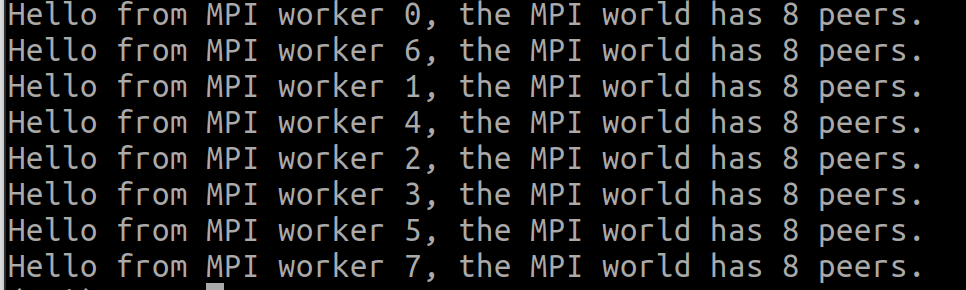 Hello from MPI worker 0, the MPI world has 8 peers.
Hello from MPI worker 6, the MPI world has 8 peers.
Hello from MPI worker 1, the MPI world has 8 peers.
Hello from MPI worker 4, the MPI world has 8 peers.
Hello from MPI worker 2, the MPI world has 8 peers.
Hello from MPI worker 3, the MPI world has 8 peers.
Hello from MPI worker 5, the MPI world has 8 peers.
Hello from MPI worker 7, the MPI world has 8 peers.